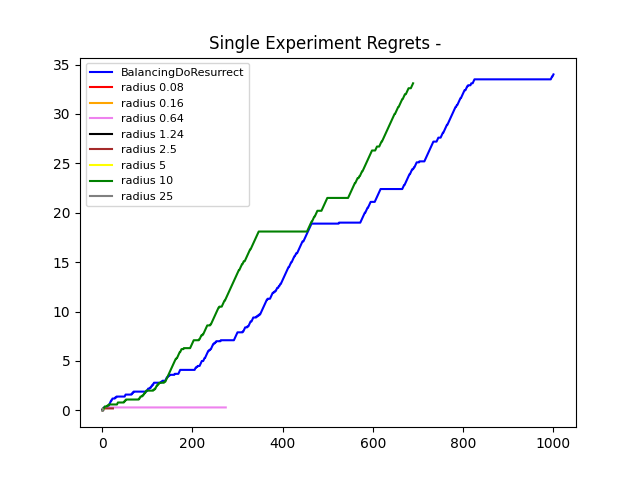 Single Experiment Regrets -
35
30
25
20
15
10
5
0
BalancingDoResurrect
radius 0.08
radius 0.16
radius 0.64
radius 1.24
radius 2.5
radius 5
radius 10
radius 25
0 200 400 600 800 1000